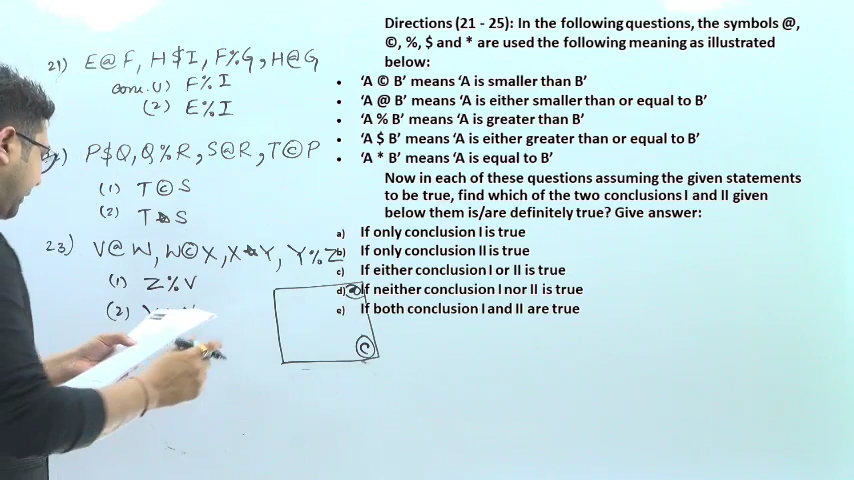 21) E@F, H$I, F%G, H@G
conc. (1) F%I
(2) E%I
P$Q, Q%R, S@R, T©P
(1) T©S
(2) T*S
23) V@W, W©X, X*Y, Y%Z
(1) Z%V
(2)
©
Directions (21 - 25): In the following questions, the symbols @,
©, %, $ and * are used the following meaning as illustrated
below:
• ‘A © B’ means ‘A is smaller than B’
• ‘A @ B’ means ‘A is either smaller than or equal to B’
• ‘A % B’ means ‘A is greater than B’
• ‘A $ B’ means ‘A is either greater than or equal to B’
• ‘A * B’ means ‘A is equal to B’
Now in each of these questions assuming the given statements
to be true, find which of the two conclusions I and II given
below them is/are definitely true? Give answer:
a) If only conclusion I is true
b) If only conclusion II is true
c) If either conclusion I or II is true
d) If neither conclusion I nor II is true
e) If both conclusion I and II are true